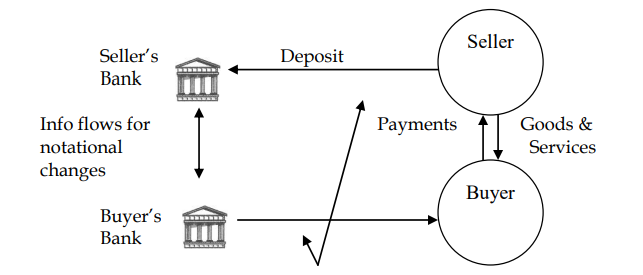 Seller's
Bank
Deposit
Seller
Info flows for
notational
changes
Payments
Goods &
Services
Buyer's
Bank
Buyer